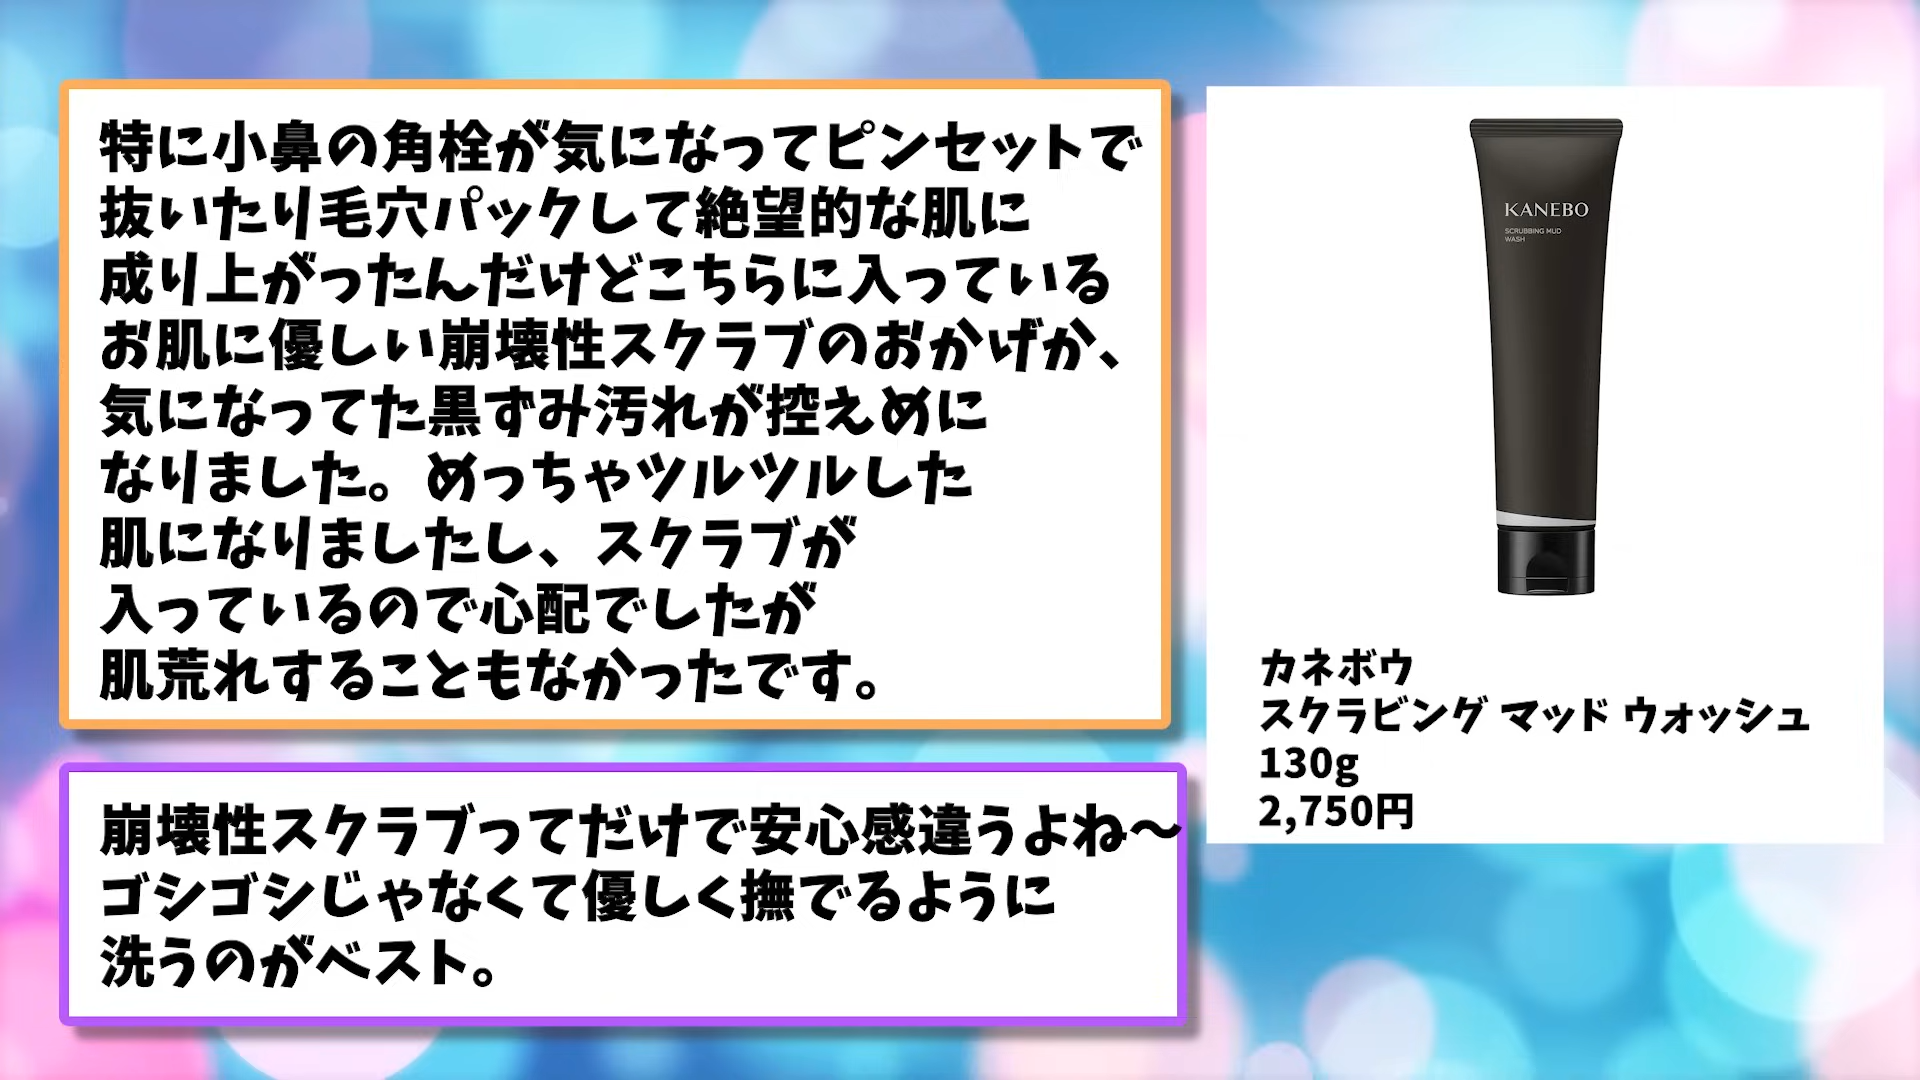 特に小鼻の角栓が気になってピンセットで
抜いたり毛穴パックして絶望的な肌に
成り上がったんだけどこちらに入っている
お肌に優しい崩壊性スクラブのおかげか、
気になってた黒ずみ汚れが控えめに
なりました。めっちゃツルツルした
肌になりましたし、スクラブが
入っているので心配でしたが
肌荒れすることもなかったです。
崩壊性スクラブってだけで安心感違うよね～
ゴシゴシじゃなくて優しく撫でるように
洗うのがベスト。
KANEBO
SCRUBBING MUD
WASH
カネボウ
スクラビング マッド ウォッシュ
130g
2,750円